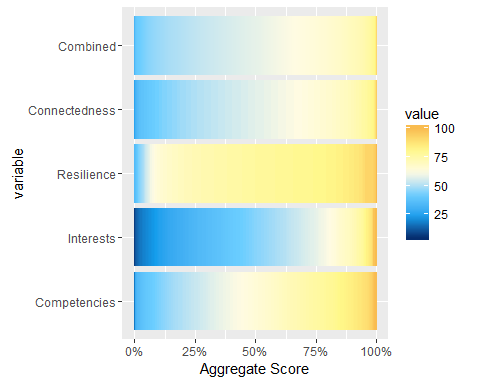 Combined
Connectedness
Resilience
Interests
Competencies
variable
0% 25% 50% 75% 100%
Aggregate Score
value
100
75
50
25